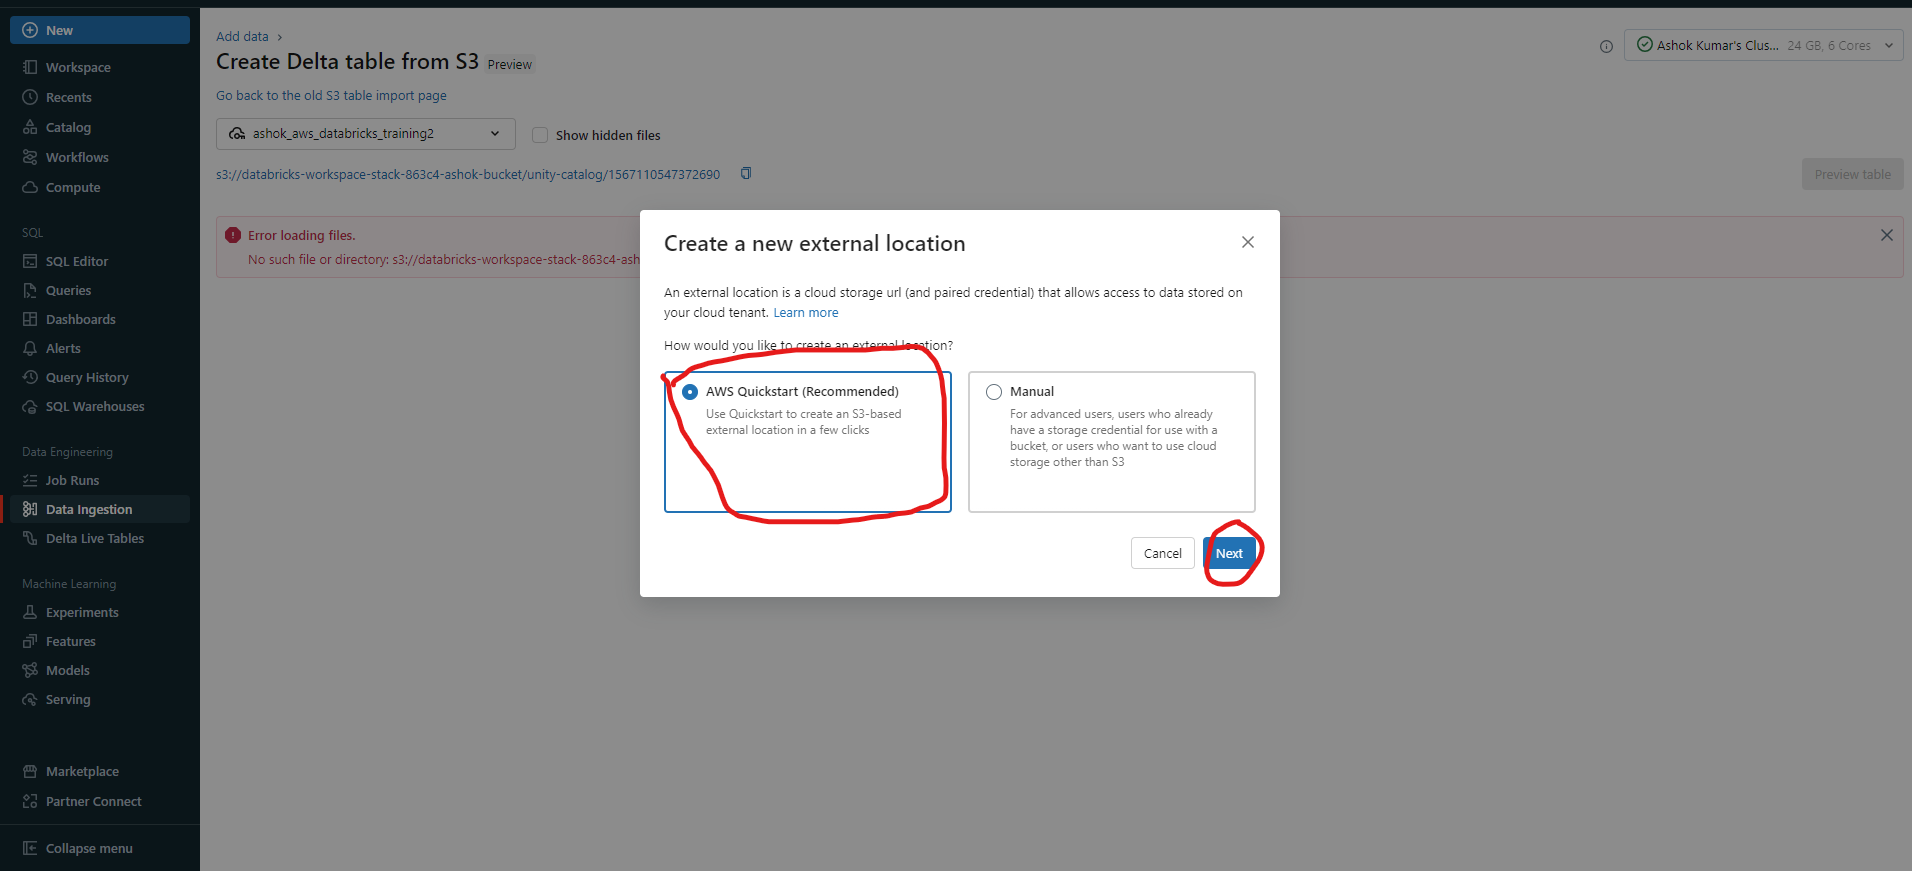 New
Workspace
Recents
Catalog
Workflows
Compute
SQL
SQL Editor
Queries
Dashboards
Alerts
Query History
SQL Warehouses
Data Engineering
Job Runs
Data Ingestion
Delta Live Tables
Machine Learning
Experiments
Features
Models
Serving
Marketplace
Partner Connect
Collapse menu
Add data ›
Create Delta table from S3 Preview
Ashok Kumar's Clus... 24 GB, 6 Cores
Go back to the old S3 table import page
ashok_aws_databricks_training2
Show hidden files
s3://databricks-workspace-stack-863c4-ashok-bucket/unity-catalog/1567110547372690
Preview table
Error loading files.
No such file or directory: s3://databricks-workspace-stack-863c4-ash
Create a new external location
An external location is a cloud storage url (and paired credential) that allows access to data stored on
your cloud tenant. Learn more
How would you like to create an external location?
AWS Quickstart (Recommended)
Use Quickstart to create an S3-based
external location in a few clicks
Manual
For advanced users, users who already
have a storage credential for use with a
bucket, or users who want to use cloud
storage other than S3
Cancel
Next